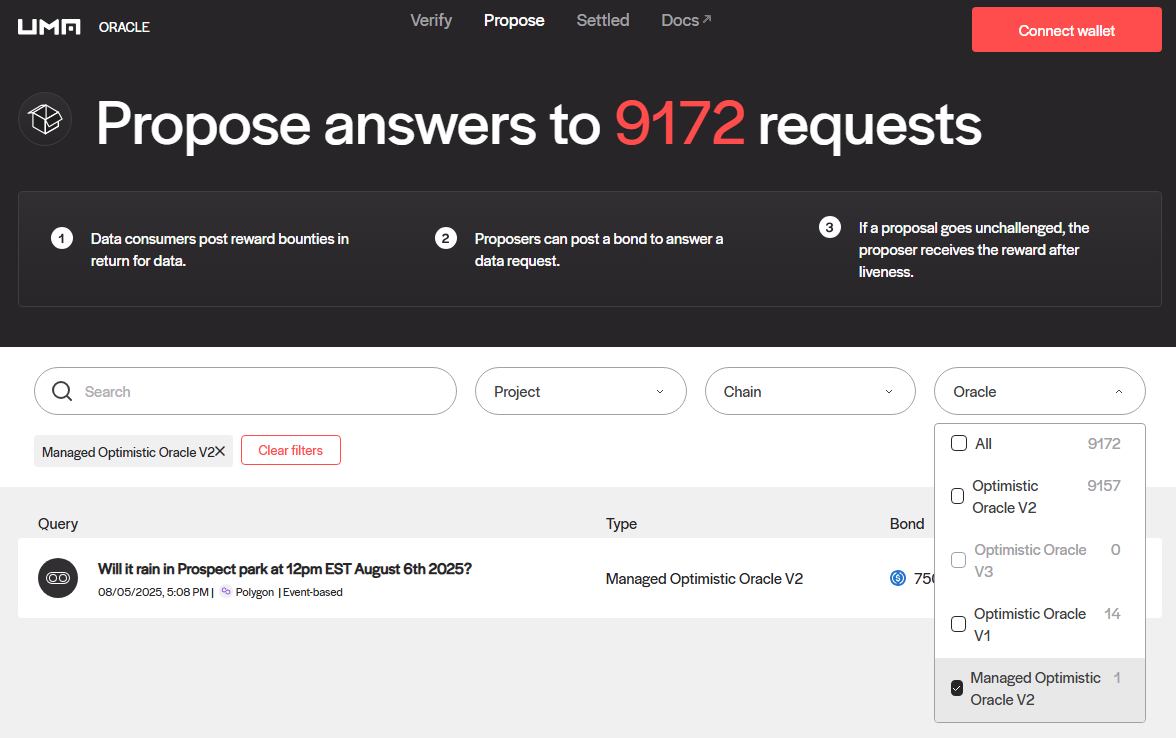 UMA ORACLE
Verify
Propose
Settled
Docs
Connect wallet
Propose answers to 9172 requests
1
Data consumers post reward bounties in
return for data.
2
Proposers can post a bond to answer a
data request.
3
If a proposal goes unchallenged, the
proposer receives the reward after
liveness.
Search
Project
Chain
Oracle
Managed Optimistic Oracle V2
Clear filters
All 9172
Optimistic 9157
Oracle V2
Optimistic Oracle 0
V3
Optimistic Oracle 14
V1
Managed Optimistic 1
Oracle V2
Query
Type
Bond
Will it rain in Prospect park at 12pm EST August 6th 2025?
08/05/2025, 5:08 PM | Polygon | Event-based
Managed Optimistic Oracle V2